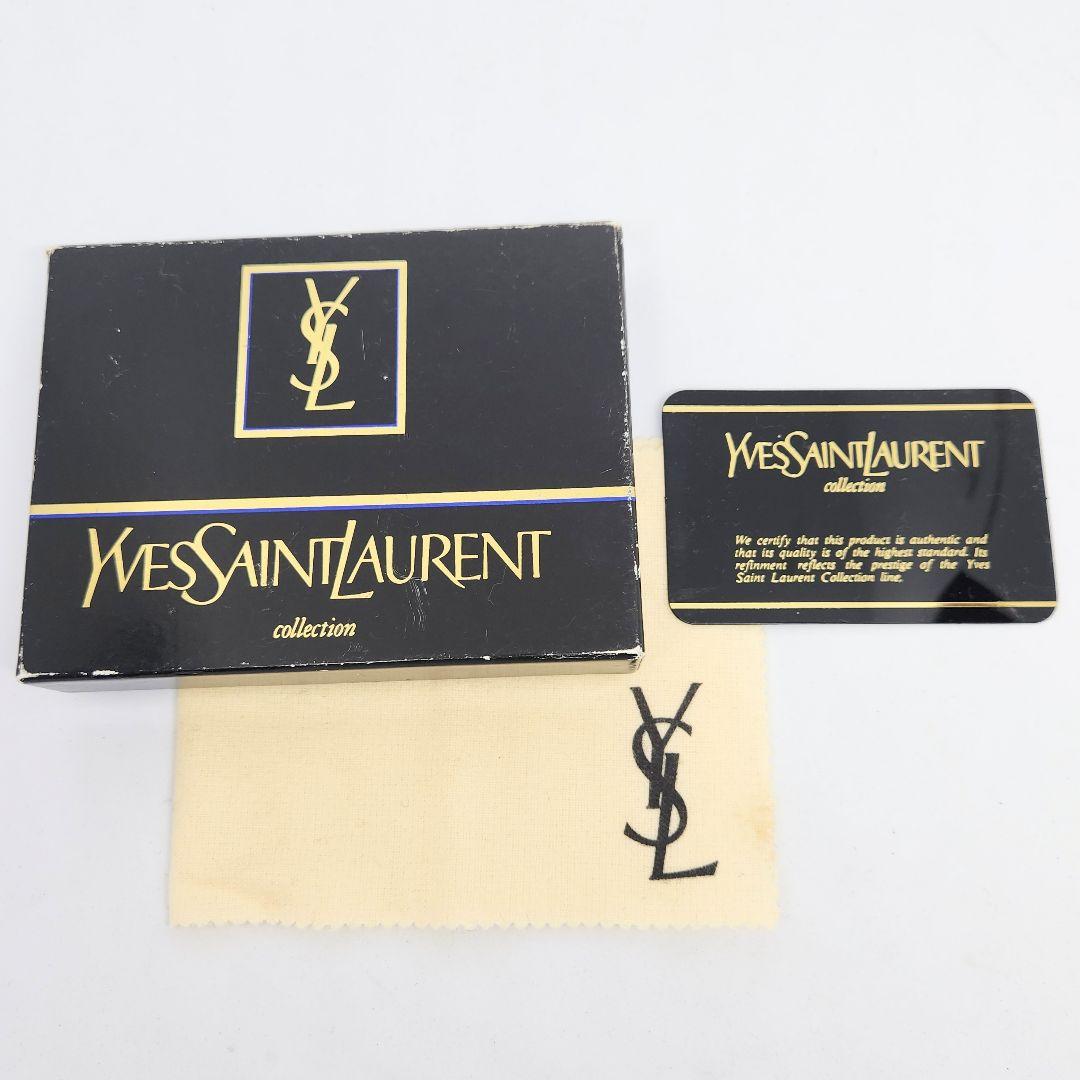 YSL
YVESSAINTLAURENT
collection
YVESSAINTLAURENT
collection
We certify that this product is authentic and
that its quality is of the highest standard. Its
refinment reflects the prestige of the Yves
Saint Laurent Collection line.
YSL